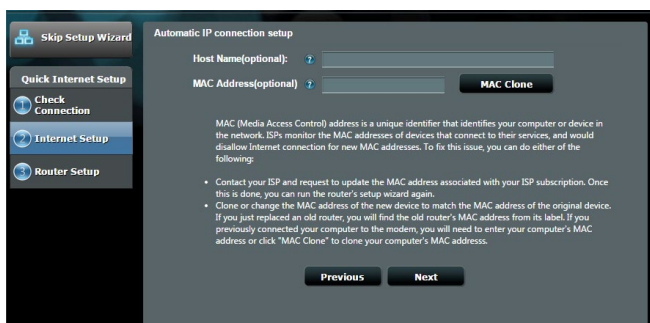 Skip Setup Wizard
Quick Internet Setup
1 Check
Connection
2 Internet Setup
3 Router Setup
Automatic IP connection setup
Host Name(optional): ?
MAC Address(optional) ? MAC Clone
MAC (Media Access Control) address is a unique identifier that identifies your computer or device in
the network. ISPs monitor the MAC addresses of devices that connect to their services, and would
disallow Internet connection for new MAC addresses. To fix this issue, you can do either of the
following:
• Contact your ISP and request to update the MAC address associated with your ISP subscription. Once
this is done, you can run the router's setup wizard again.
• Clone or change the MAC address of the new device to match the MAC address of the original device.
If you just replaced an old router, you will find the old router's MAC address from its label. If you
previously connected your computer to the modem, you will need to enter your computer's MAC
address or click "MAC Clone" to clone your computer's MAC addresss.
Previous Next